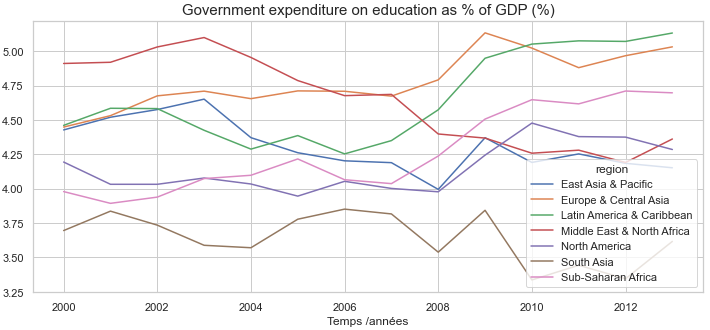 Government expenditure on education as % of GDP (%)
5.00
4.75
4.50
4.25
4.00
3.75
3.50
3.25
region
East Asia & Pacific
Europe & Central Asia
Latin America & Caribbean
Middle East & North Africa
North America
South Asia
Sub-Saharan Africa
2000 2002 2004 2006 2008 2010 2012
Temps /années